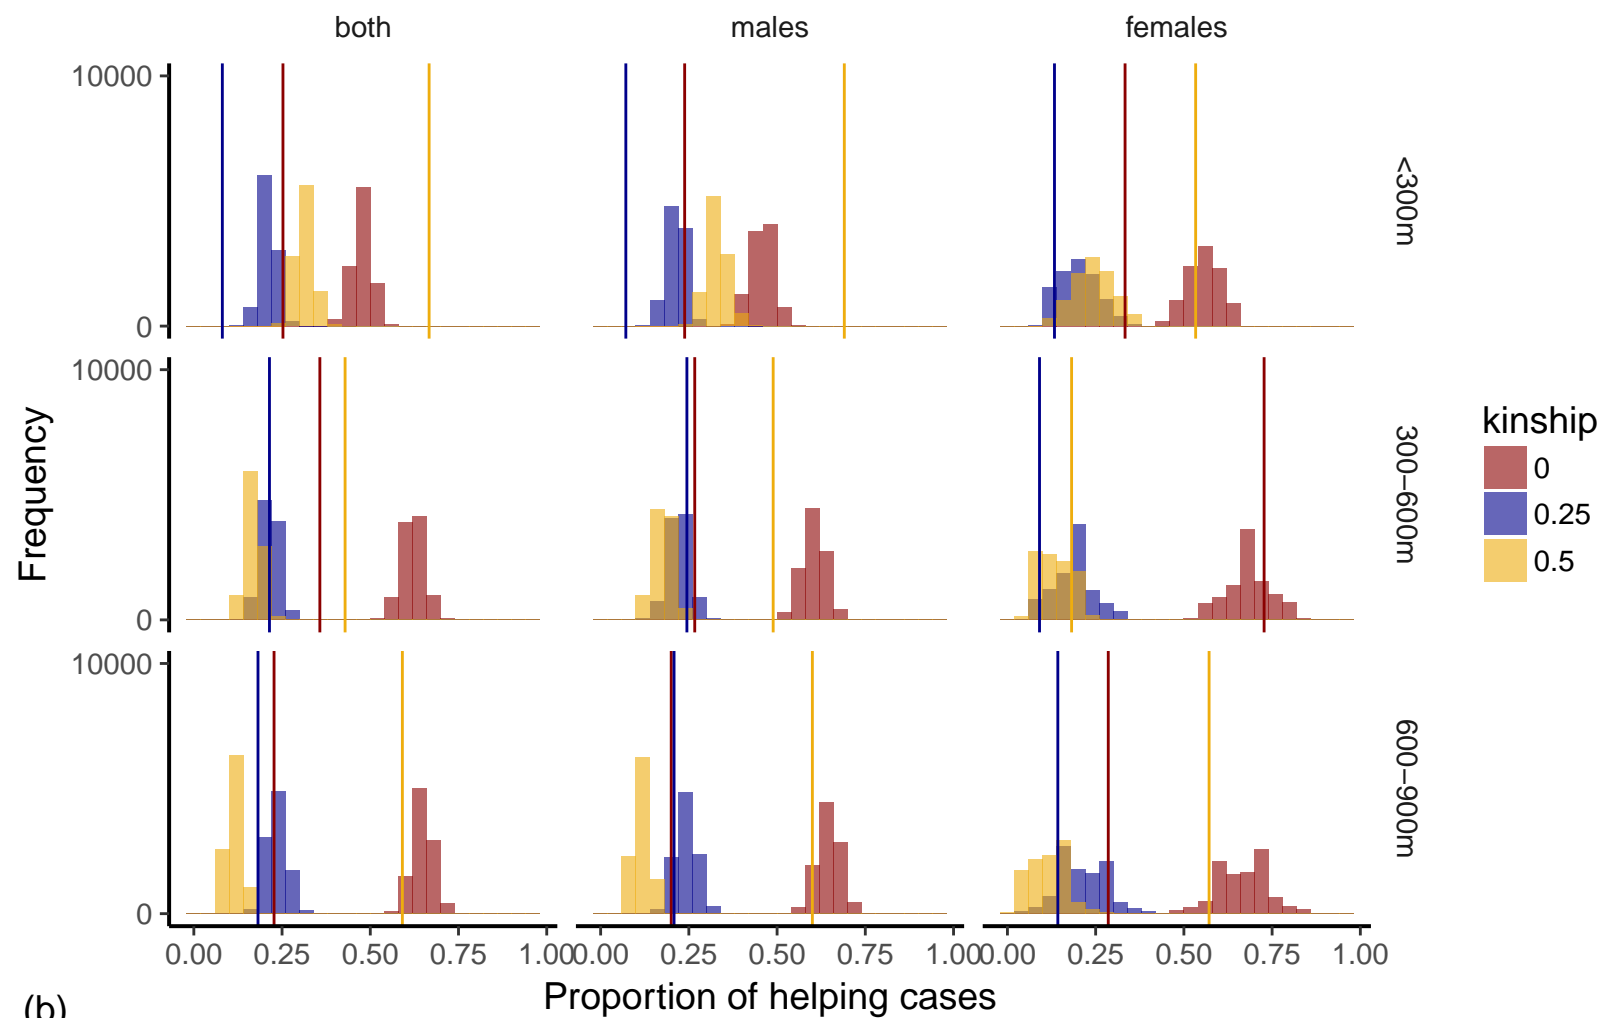 both males females
10000
0
<300m
10000
0
300–600m
10000
0
600–900m
0.00 0.25 0.50 0.75 1.00 0.00 0.25 0.50 0.75 1.00 0.00 0.25 0.50 0.75 1.00
Frequency
Proportion of helping cases
kinship
0
0.25
0.5
(b)